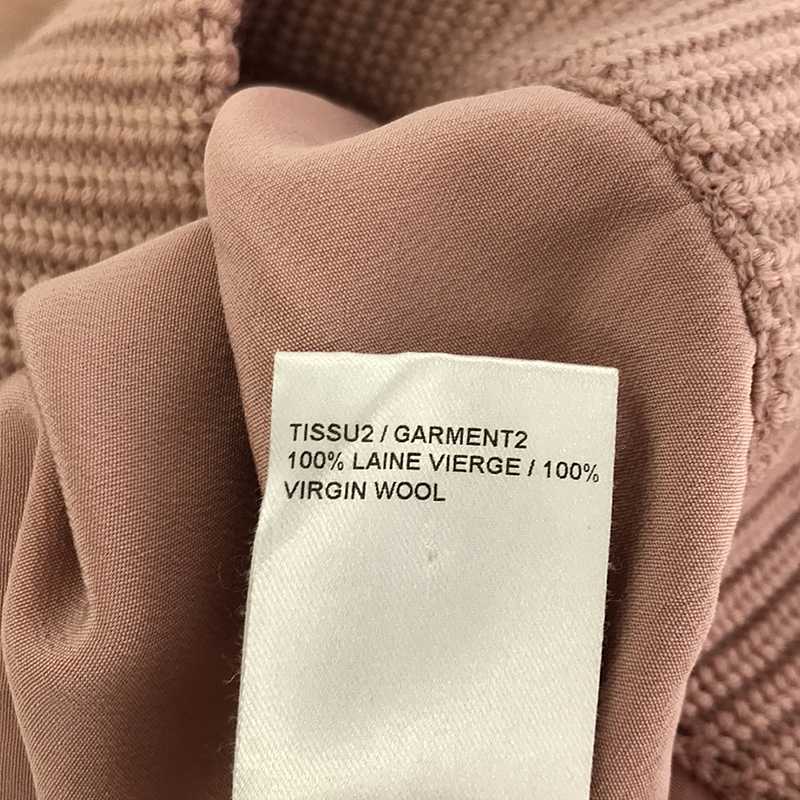 TISSU2 / GARMENT2
100% LAINE VIERGE / 100%
VIRGIN WOOL